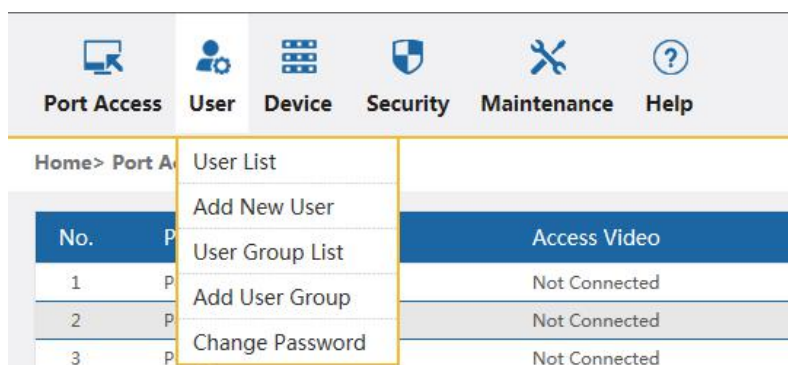 Port Access User Device Security Maintenance Help
Home> Port A
User List
Add New User
No. P Access Video
User Group List
1 P Not Connected
Add User Group
2 P Not Connected
Change Password
3 P Not Connected